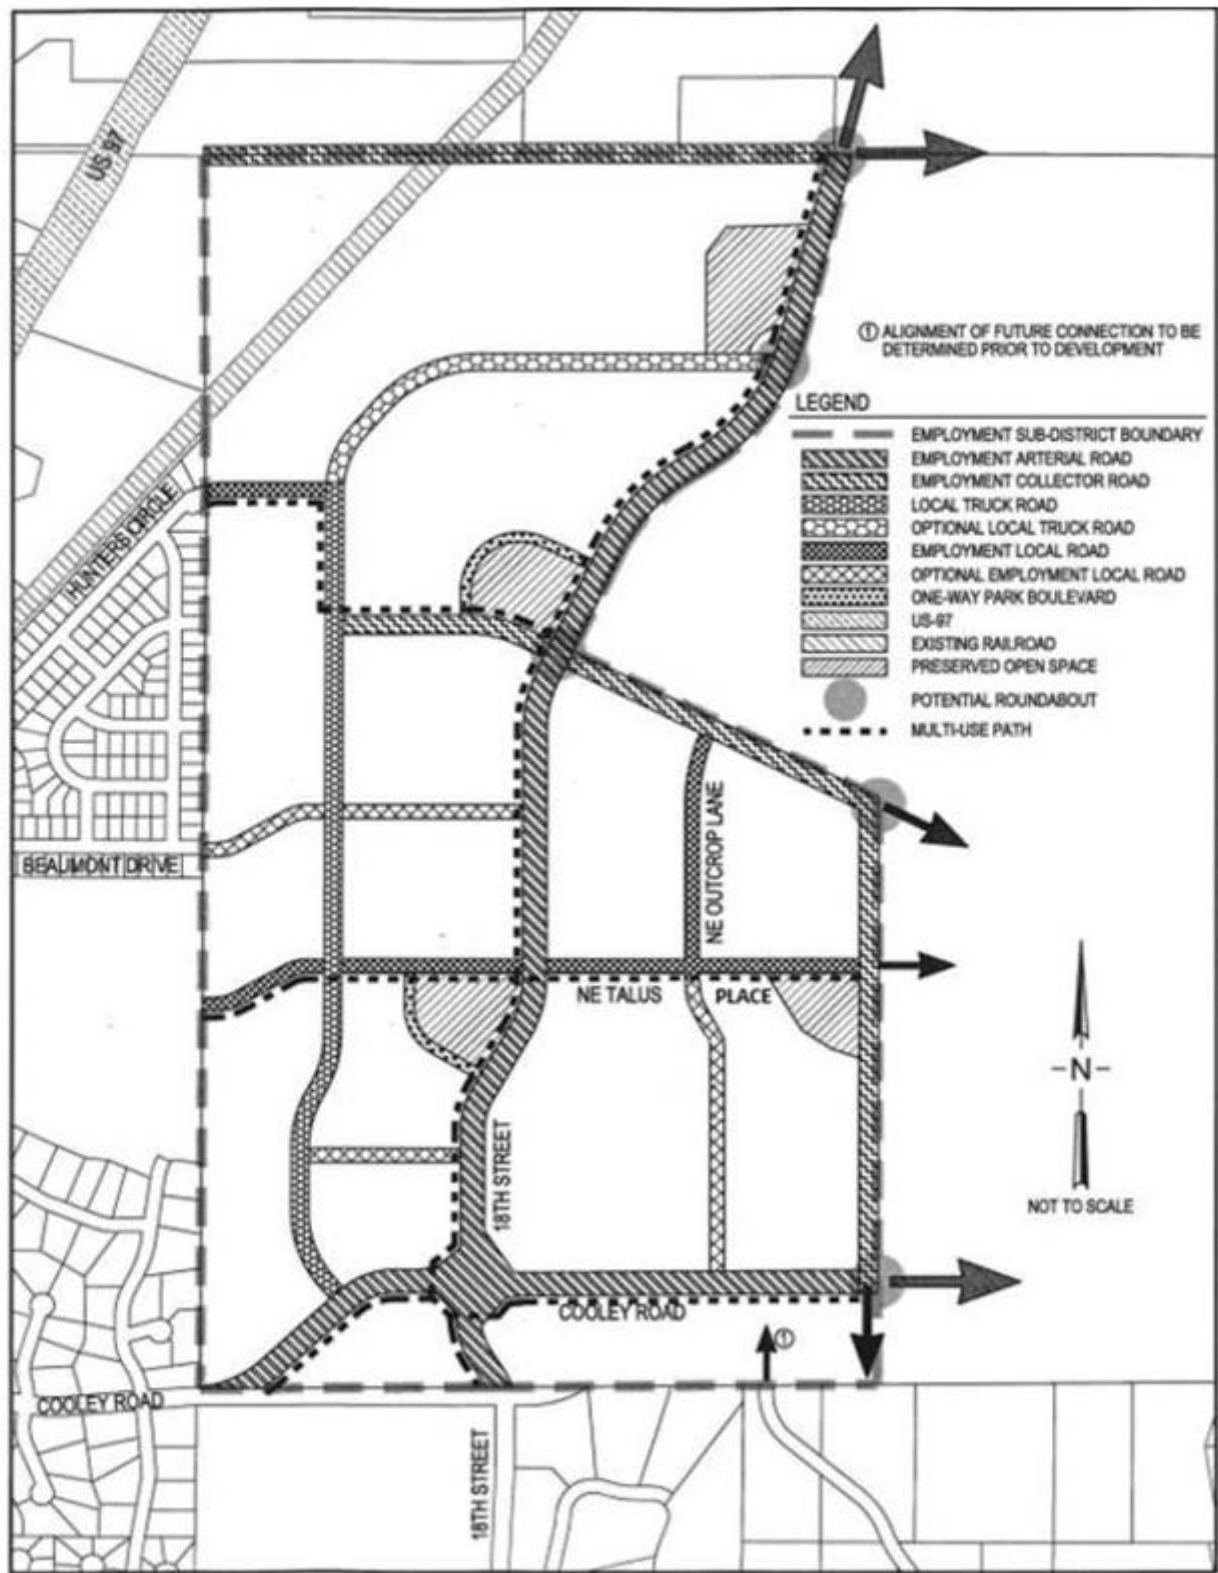 US 97
① ALIGNMENT OF FUTURE CONNECTION TO BE
DETERMINED PRIOR TO DEVELOPMENT
LEGEND
EMPLOYMENT SUB-DISTRICT BOUNDARY
EMPLOYMENT ARTERIAL ROAD
EMPLOYMENT COLLECTOR ROAD
LOCAL TRUCK ROAD
OPTIONAL LOCAL TRUCK ROAD
EMPLOYMENT LOCAL ROAD
OPTIONAL EMPLOYMENT LOCAL ROAD
ONE-WAY PARK BOULEVARD
US-97
EXISTING RAILROAD
PRESERVED OPEN SPACE
POTENTIAL ROUNDABOUT
MULTI-USE PATH
HUNTERS CIRCLE
BEAUMONT DRIVE
NE OUTCROP LANE
NE TALUS PLACE
-N-
NOT TO SCALE
18TH STREET
COOLEY ROAD
①
COOLEY ROAD
18TH STREET